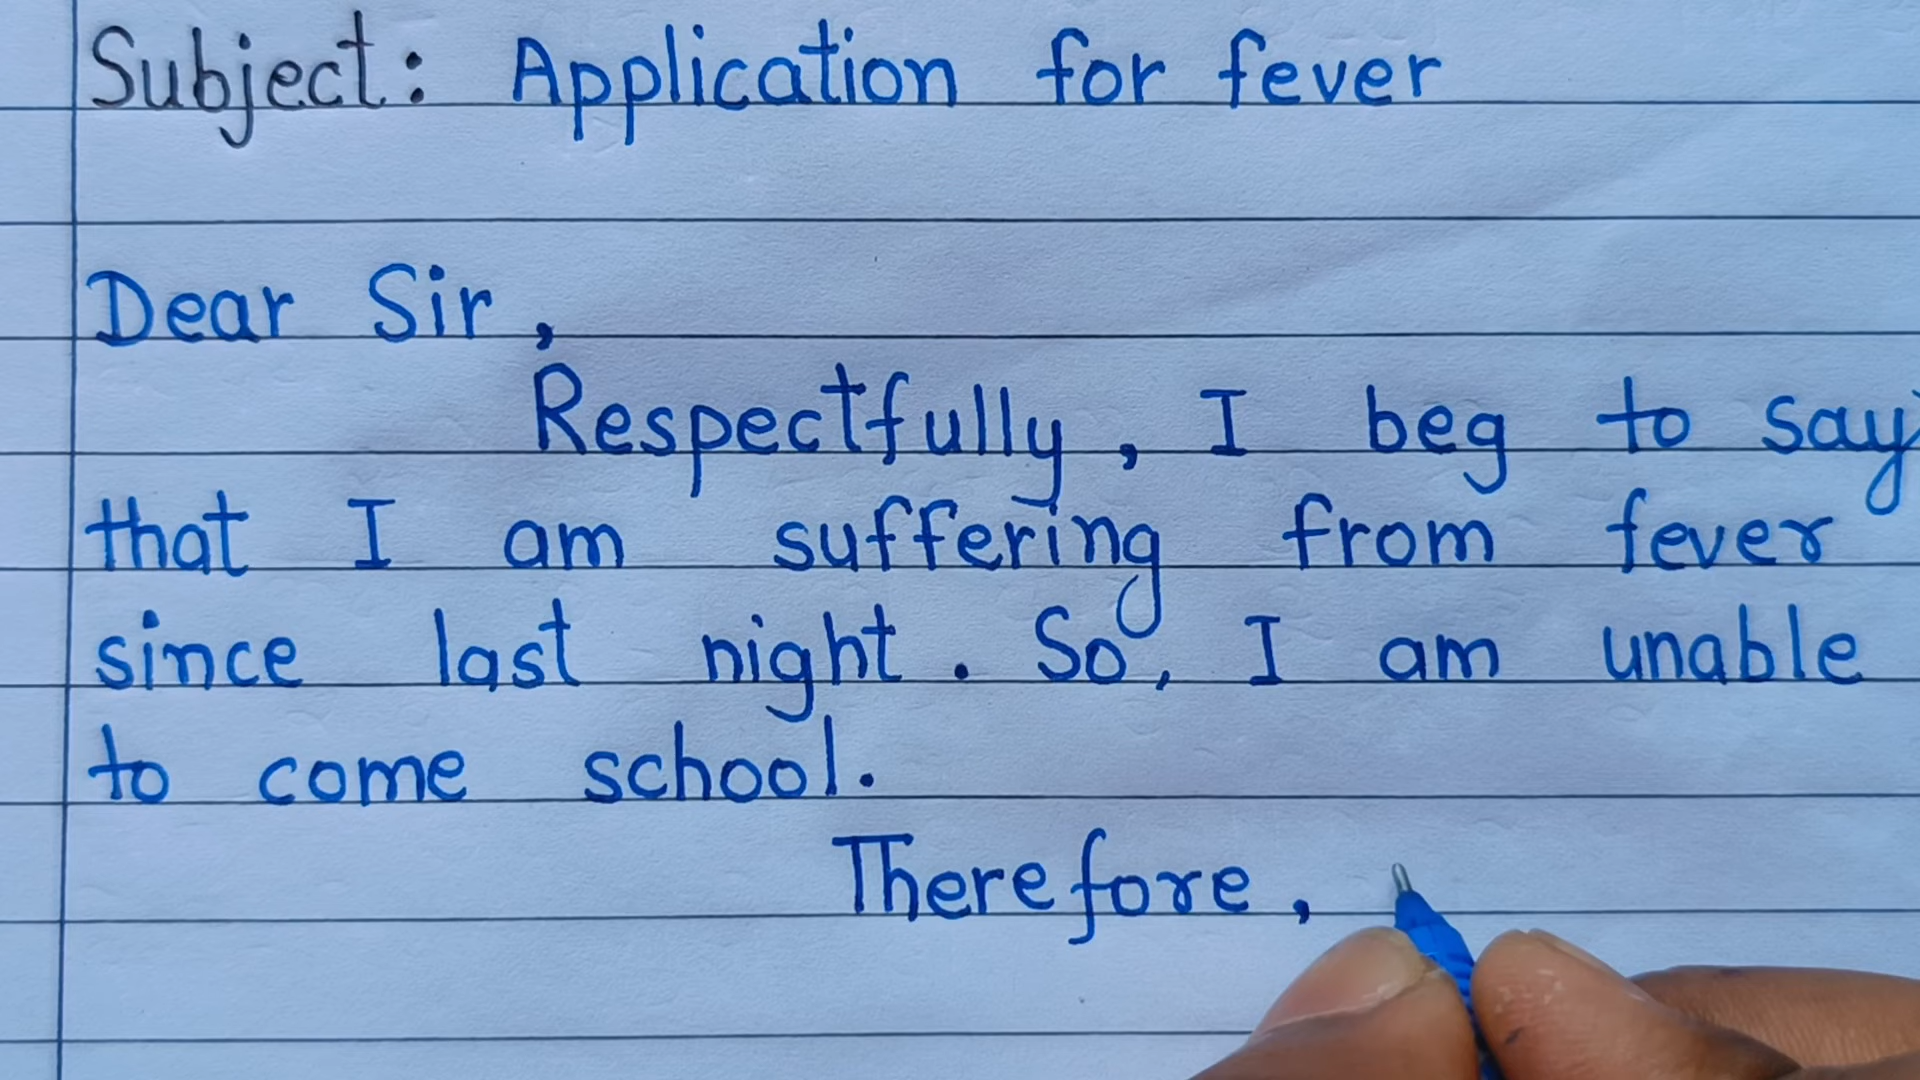 Subject: Application for fever
Dear Sir,
Respectfully, I beg to say
that I am suffering from fever
since last night. So, I am unable
to come school.
Therefore,